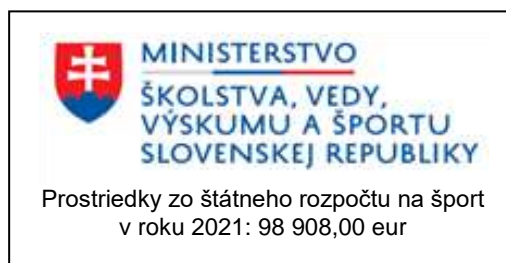 MINISTERSTVO
ŠKOLSTVA, VEDY,
VÝSKUMU A ŠPORTU
SLOVENSKEJ REPUBLIKY
Prostriedky zo štátneho rozpočtu na šport
v roku 2021: 98 908,00 eur